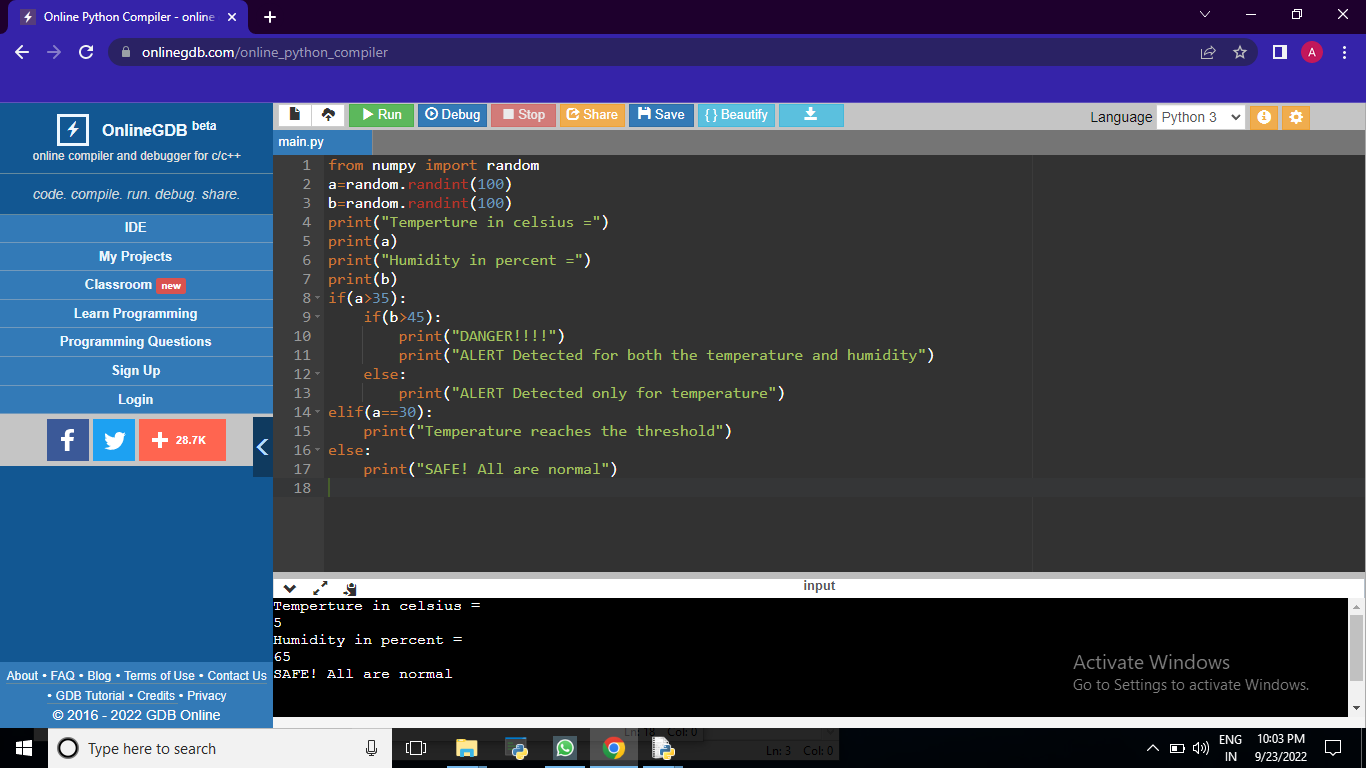 Online Python Compiler - online
onlinegdb.com/online_python_compiler
A
OnlineGDB beta
online compiler and debugger for c/c++
code. compile. run. debug. share.
IDE
My Projects
Classroom new
Learn Programming
Programming Questions
Sign Up
Login
28.7K
About • FAQ • Blog • Terms of Use • Contact Us
• GDB Tutorial • Credits • Privacy
© 2016 - 2022 GDB Online
Run Debug Stop Share Save { } Beautify
Language Python 3
main.py
1 from numpy import random
2 a=random.randint(100)
3 b=random.randint(100)
4 print("Temperture in celsius =")
5 print(a)
6 print("Humidity in percent =")
7 print(b)
8 if(a>35):
9 if(b>45):
10 print("DANGER!!!!")
11 print("ALERT Detected for both the temperature and humidity")
12 else:
13 print("ALERT Detected only for temperature")
14 elif(a==30):
15 print("Temperature reaches the threshold")
16 else:
17 print("SAFE! All are normal")
18
input
Temperture in celsius =
5
Humidity in percent =
65
SAFE! All are normal
Activate Windows
Go to Settings to activate Windows.
Ln: 18 Col: 0
Ln: 3 Col: 0
Type here to search
ENG
IN
10:03 PM
9/23/2022